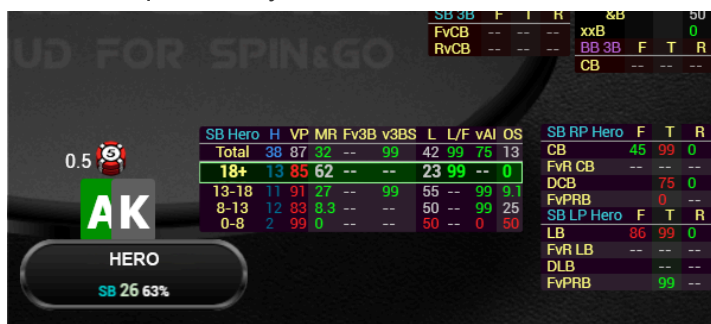 SB 3B F T R
FvCB -- -- --
RvCB -- -- --
&B 50
xxB 0
BB 3B F T R
CB -- -- --
UD FOR SPIN&GO
0.5 5
SB Hero H VP MR Fv3B v3BS L L/F vAI OS
Total 38 87 32 -- 99 42 99 75 13
18+ 13 85 62 -- -- 23 99 -- 0
13-18 11 91 27 -- 99 55 -- 99 9.1
8-13 12 83 8.3 -- -- 50 -- 99 25
0-8 2 99 0 -- -- 50 -- 0 50
SB RP Hero F T R
CB 45 99 0
FvR CB -- -- --
DCB 75 0
FvPRB 0 --
SB LP Hero F T R
LB 86 99 0
FvR LB -- -- --
DLB -- --
FvPRB 99 --
A K
HERO
SB 26 63%